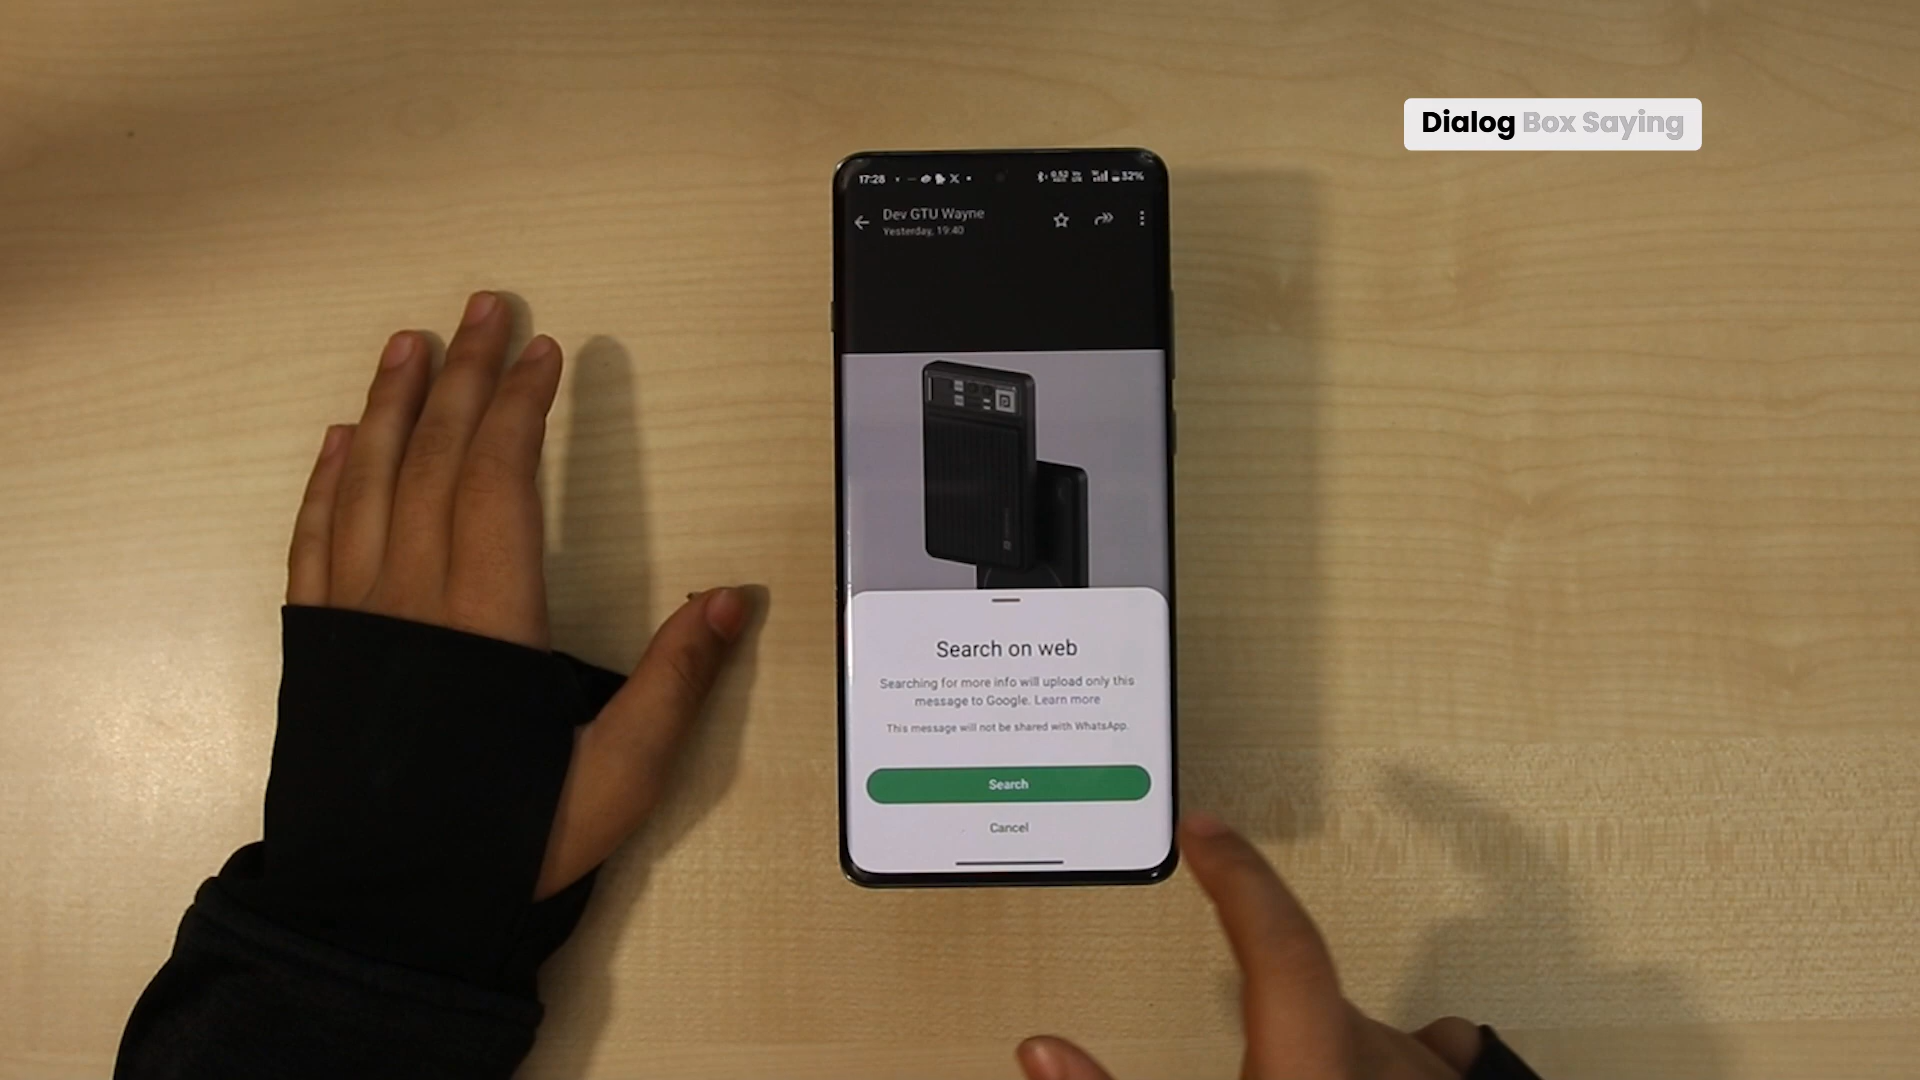 Dialog Box Saying
17:28
32%
Dev GTU Wayne
Yesterday, 19:40
Search on web
Searching for more info will upload only this
message to Google. Learn more
This message will not be shared with WhatsApp.
Search
Cancel